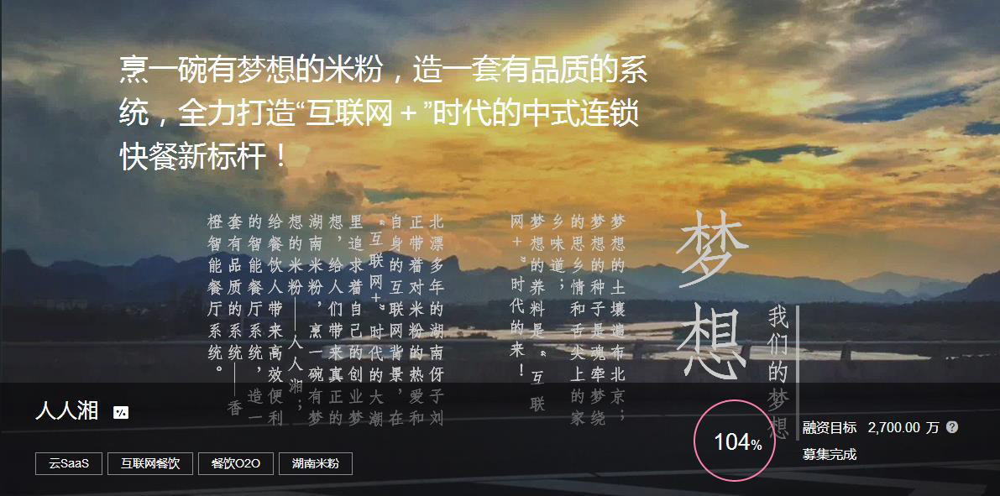 烹一碗有梦想的米粉，造一套有品质的系
统，全力打造“互联网＋”时代的中式连锁
快餐新标杆！
我们的梦想
梦想
梦想的土壤遍布北京；
梦想的种子是魂牵梦绕
的思乡情和舌尖上的家
乡味道；
梦想的养料是“互联
网+”时代的来！
北漂多年的湖南伢子刘
正带着对米粉的热爱和
自身的互联网背景，在
“互联网+”时代的大潮
里追求着自己的创业梦
想，给人们带来真正的
湖南米粉，烹一碗有梦
想的米粉——人人湘；
给餐饮人带来高效便利
的智能餐厅系统，造一
套有品质的系统——香
橙智能餐厅系统。
人人湘
云SaaS 互联网餐饮 餐饮O2O 湖南米粉
104%
融资目标 2,700.00 万 ?
募集完成